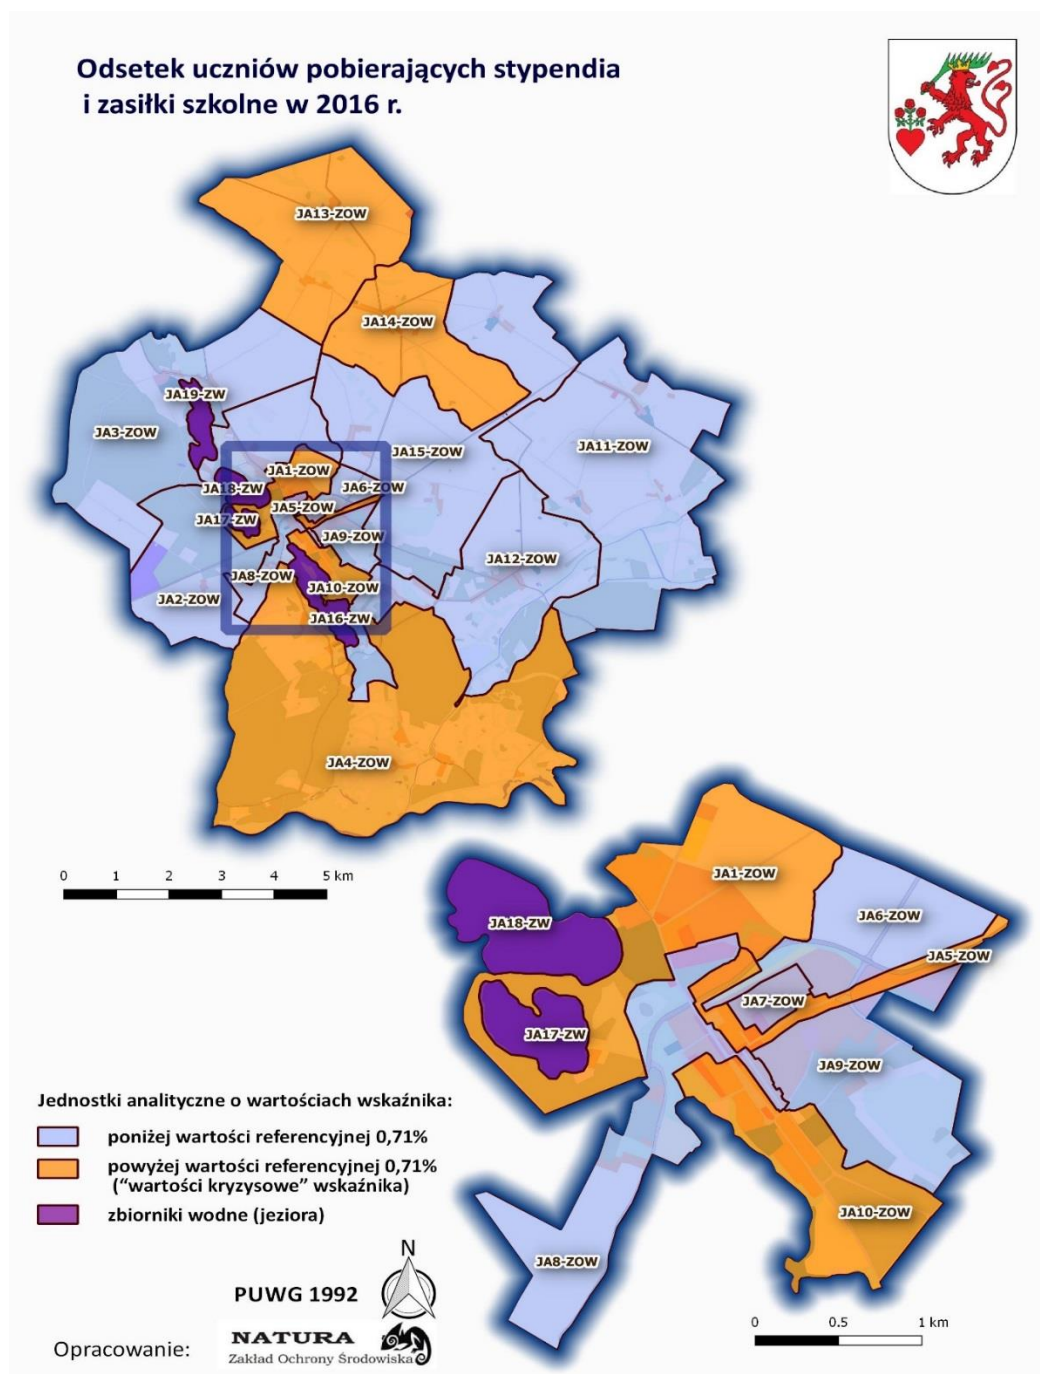 Odsetek uczniów pobierających stypendia
i zasiłki szkolne w 2016 r.
JA13-ZOW
JA14-ZOW
JA19-ZW
JA3-ZOW
JA15-ZOW
JA11-ZOW
JA1-ZOW
JA18-ZW
JA6-ZOW
JA5-ZOW
JA17-ZW
JA9-ZOW
JA12-ZOW
JA8-ZOW
JA10-ZOW
JA2-ZOW
JA16-ZW
JA4-ZOW
0 1 2 3 4 5 km
JA1-ZOW
JA18-ZW
JA6-ZOW
JA5-ZOW
JA7-ZOW
JA17-ZW
JA9-ZOW
JA10-ZOW
JA8-ZOW
Jednostki analityczne o wartościach wskaźnika:
poniżej wartości referencyjnej 0,71%
powyżej wartości referencyjnej 0,71%
(“wartości kryzysowe” wskaźnika)
zbiorniki wodne (jeziora)
N
PUWG 1992
0 0.5 1 km
Opracowanie:
NATURA
Zakład Ochrony Środowiska